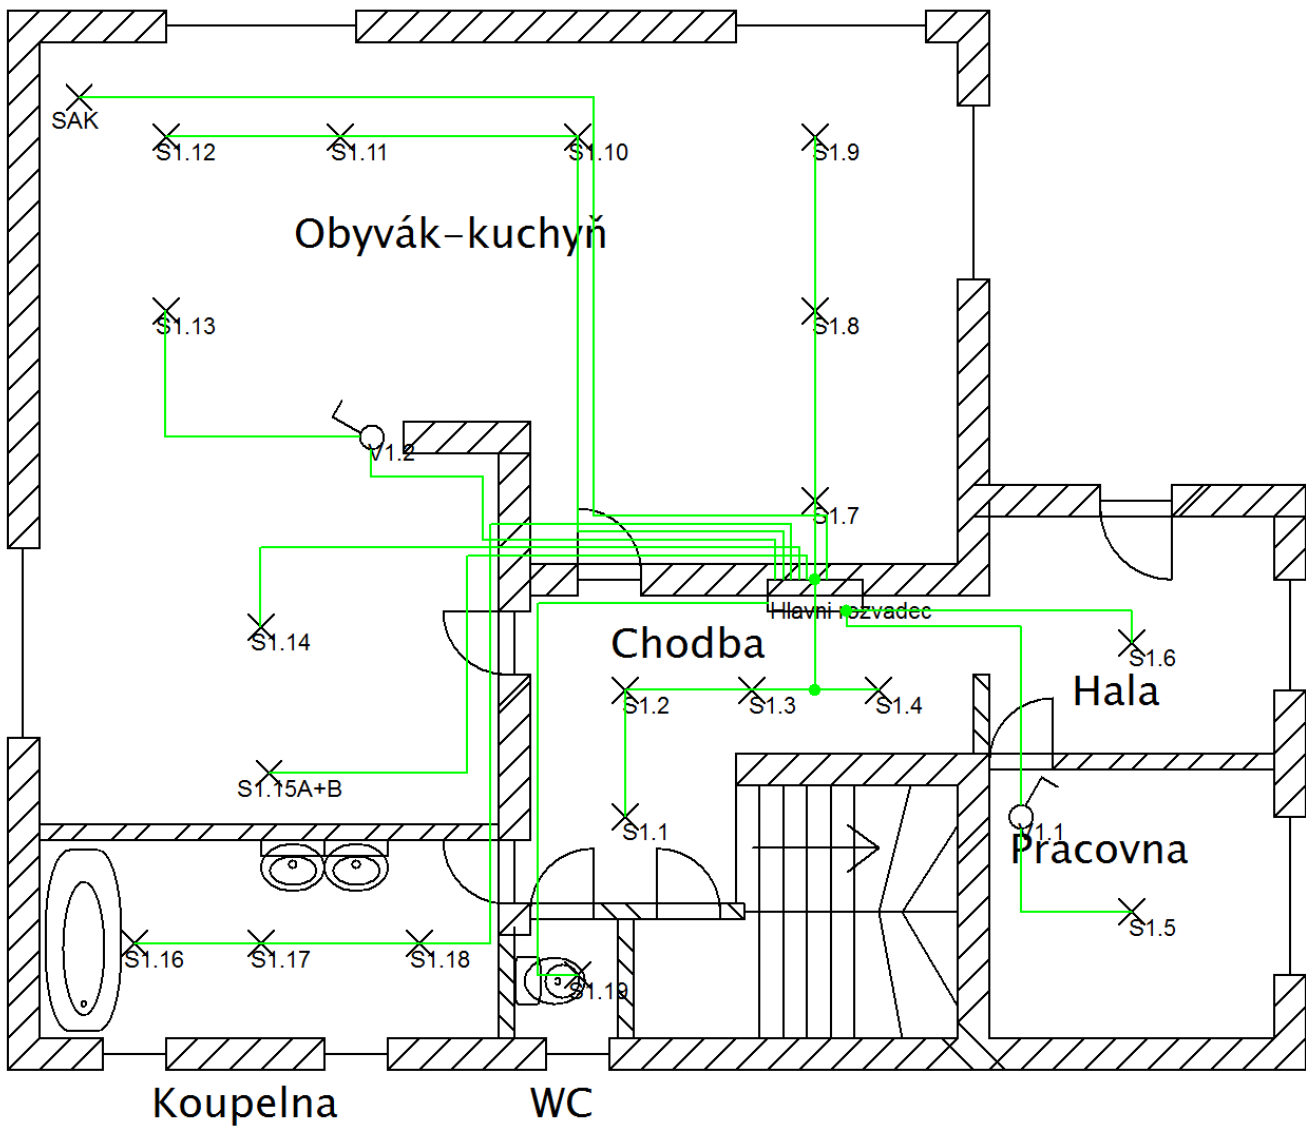 SAK
S1.12
S1.11
S1.10
S1.9
Obyvák-kuchyň
S1.13
S1.8
V1.2
S1.7
Hlavni rozvadec
S1.14
Chodba
S1.6
S1.2
S1.3
S1.4
Hala
S1.15A+B
S1.1
V1.1
Pracovna
S1.5
S1.16
S1.17
S1.18
S1.19
Koupelna
WC